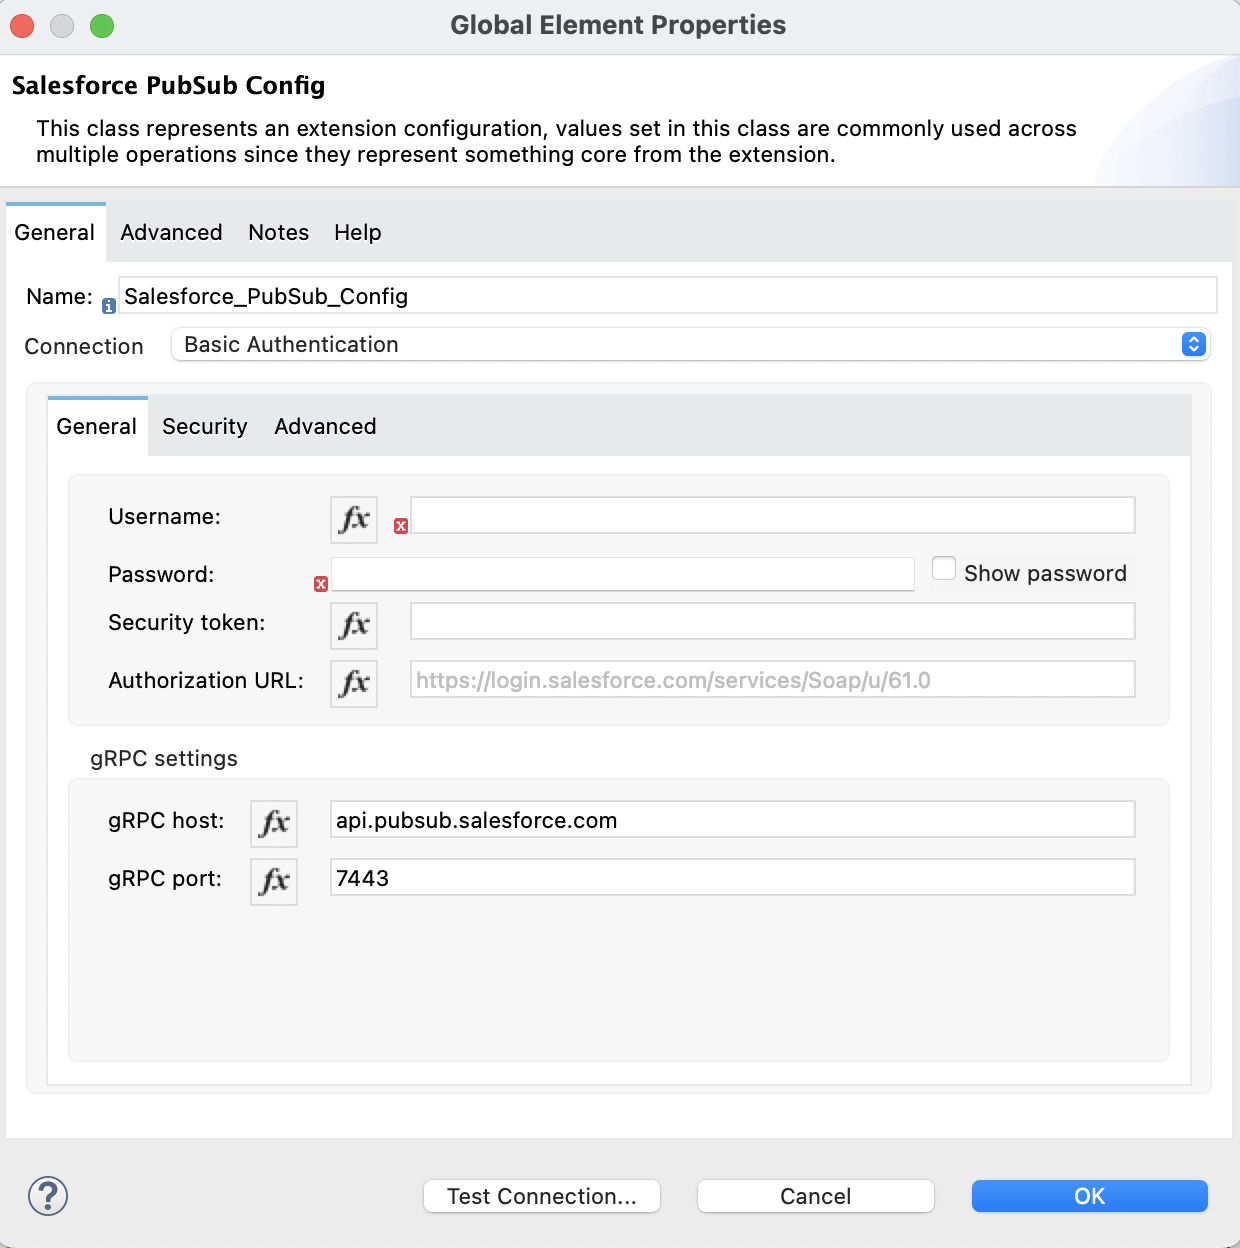 Global Element Properties
Salesforce PubSub Config
This class represents an extension configuration, values set in this class are commonly used across
multiple operations since they represent something core from the extension.
General Advanced Notes Help
Name: Salesforce_PubSub_Config
Connection Basic Authentication
General Security Advanced
Username: fx
Password: Show password
Security token: fx
Authorization URL: fx https://login.salesforce.com/services/Soap/u/61.0
gRPC settings
gRPC host: fx api.pubsub.salesforce.com
gRPC port: fx 7443
? Test Connection... Cancel OK